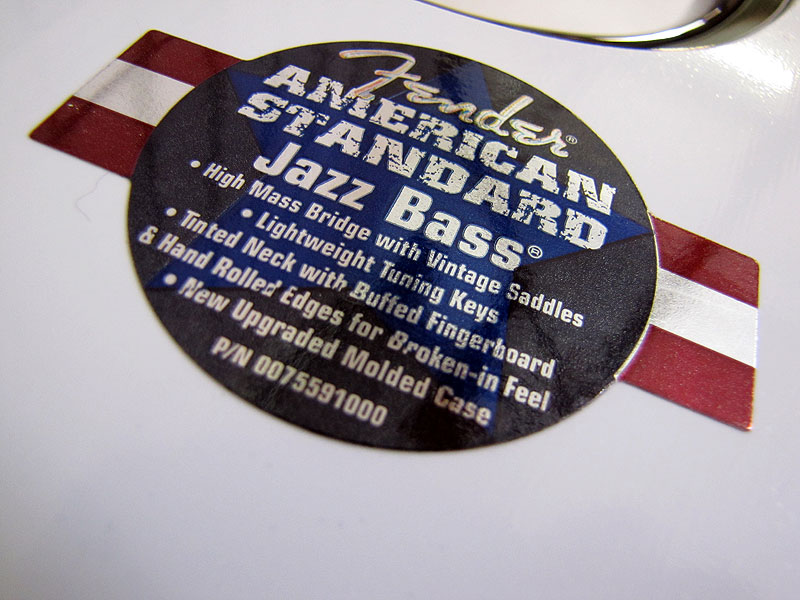 Fender®
AMERICAN
STANDARD
Jazz Bass®
• High Mass Bridge with Vintage Saddles
• Lightweight Tuning Keys
• Tinted Neck with Buffed Fingerboard
& Hand Rolled Edges for Broken-in Feel
• New Upgraded Molded Case
P/N 0075591000